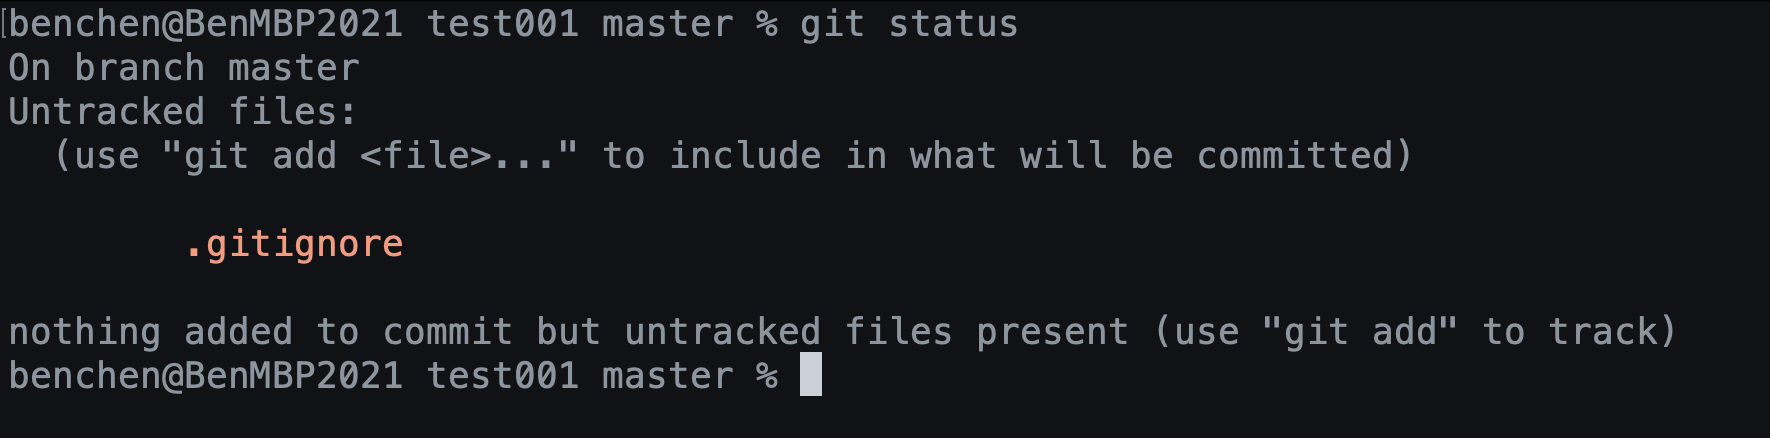 [benchen@BenMBP2021 test001 master % git status
On branch master
Untracked files:
  (use "git add <file>..." to include in what will be committed)

        .gitignore

nothing added to commit but untracked files present (use "git add" to track)
benchen@BenMBP2021 test001 master %